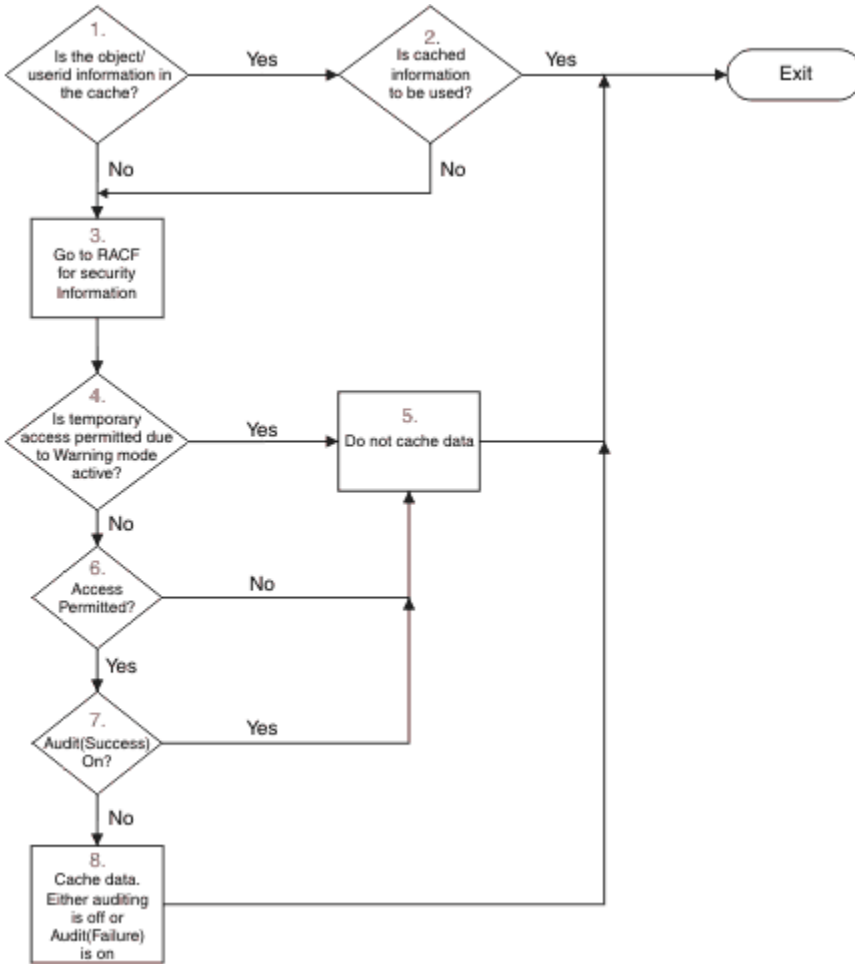 1.
Is the object/
userid information in
the cache?
Yes
2.
Is cached
information
to be used?
Yes
Exit
No
No
3.
Go to RACF
for security
Information
4.
Is temporary
access permitted due
to Warning mode
active?
Yes
5.
Do not cache data
No
6.
Access
Permitted?
No
Yes
7.
Audit(Success)
On?
Yes
No
8.
Cache data.
Either auditing
is off or
Audit(Failure)
is on